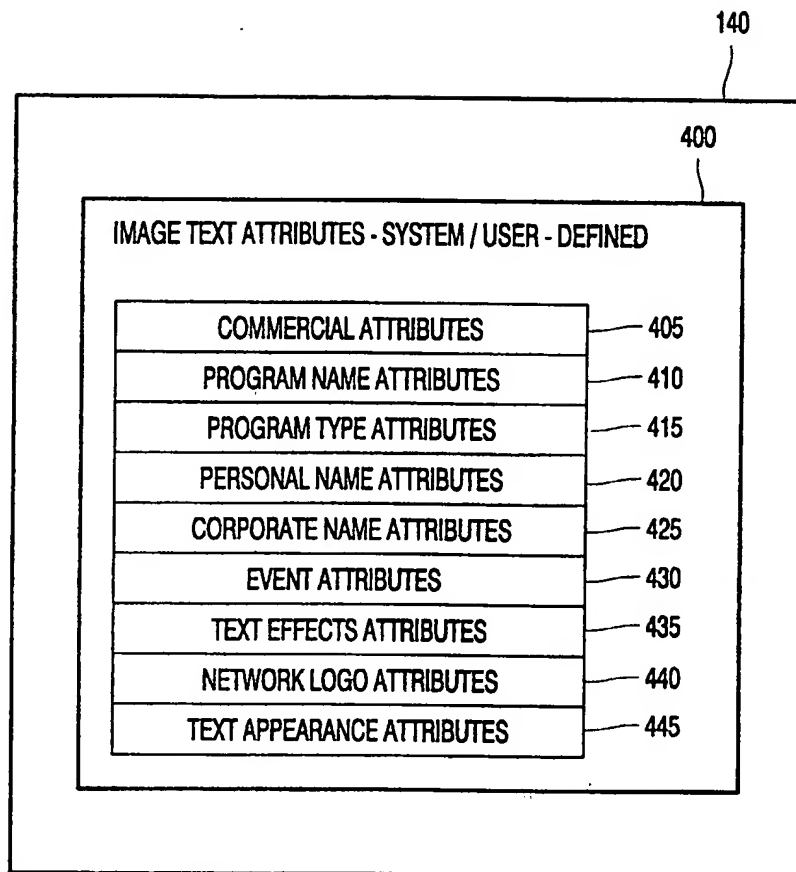 140
400
IMAGE TEXT ATTRIBUTES - SYSTEM / USER - DEFINED
COMMERCIAL ATTRIBUTES 405
PROGRAM NAME ATTRIBUTES 410
PROGRAM TYPE ATTRIBUTES 415
PERSONAL NAME ATTRIBUTES 420
CORPORATE NAME ATTRIBUTES 425
EVENT ATTRIBUTES 430
TEXT EFFECTS ATTRIBUTES 435
NETWORK LOGO ATTRIBUTES 440
TEXT APPEARANCE ATTRIBUTES 445